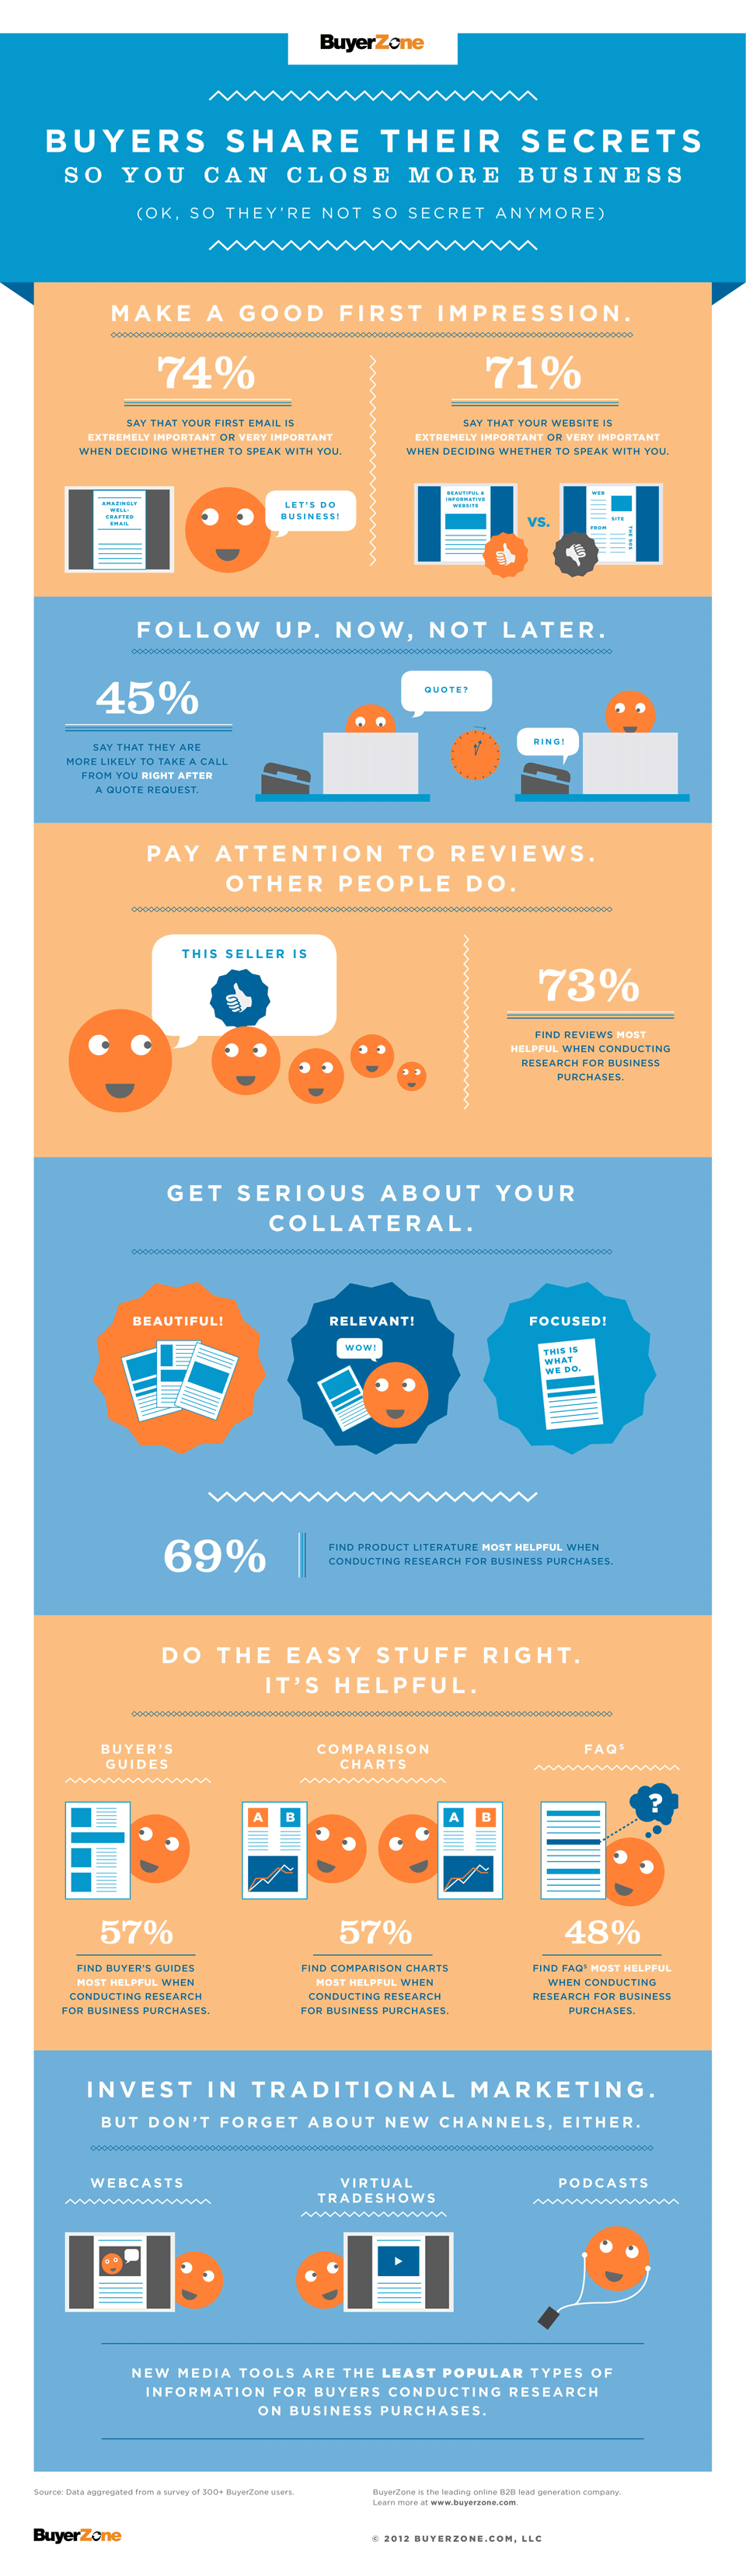 BuyerZone
BUYERS SHARE THEIR SECRETS
SO YOU CAN CLOSE MORE BUSINESS
(OK, SO THEY'RE NOT SO SECRET ANYMORE)
MAKE A GOOD FIRST IMPRESSION.
74%
SAY THAT YOUR FIRST EMAIL IS
EXTREMELY IMPORTANT OR VERY IMPORTANT
WHEN DECIDING WHETHER TO SPEAK WITH YOU.
AMAZINGLY
WELL-
CRAFTED
EMAIL
LET'S DO
BUSINESS!
71%
SAY THAT YOUR WEBSITE IS
EXTREMELY IMPORTANT OR VERY IMPORTANT
WHEN DECIDING WHETHER TO SPEAK WITH YOU.
BEAUTIFUL &
INFORMATIVE
WEBSITE
VS.
WEB
SITE
FROM
THE 90S
FOLLOW UP. NOW, NOT LATER.
45%
SAY THAT THEY ARE
MORE LIKELY TO TAKE A CALL
FROM YOU RIGHT AFTER
A QUOTE REQUEST.
QUOTE?
RING!
PAY ATTENTION TO REVIEWS.
OTHER PEOPLE DO.
THIS SELLER IS
73%
FIND REVIEWS MOST
HELPFUL WHEN CONDUCTING
RESEARCH FOR BUSINESS
PURCHASES.
GET SERIOUS ABOUT YOUR
COLLATERAL.
BEAUTIFUL!
RELEVANT!
WOW!
FOCUSED!
THIS IS
WHAT
WE DO.
69%
FIND PRODUCT LITERATURE MOST HELPFUL WHEN
CONDUCTING RESEARCH FOR BUSINESS PURCHASES.
DO THE EASY STUFF RIGHT.
IT'S HELPFUL.
BUYER'S
GUIDES
57%
FIND BUYER'S GUIDES
MOST HELPFUL WHEN
CONDUCTING RESEARCH
FOR BUSINESS PURCHASES.
COMPARISON
CHARTS
A B
A B
57%
FIND COMPARISON CHARTS
MOST HELPFUL WHEN
CONDUCTING RESEARCH
FOR BUSINESS PURCHASES.
FAQS
?
48%
FIND FAQS MOST HELPFUL
WHEN CONDUCTING
RESEARCH FOR BUSINESS
PURCHASES.
INVEST IN TRADITIONAL MARKETING.
BUT DON'T FORGET ABOUT NEW CHANNELS, EITHER.
WEBCASTS
VIRTUAL
TRADESHOWS
PODCASTS
NEW MEDIA TOOLS ARE THE LEAST POPULAR TYPES OF
INFORMATION FOR BUYERS CONDUCTING RESEARCH
ON BUSINESS PURCHASES.
Source: Data aggregated from a survey of 300+ BuyerZone users.
BuyerZone is the leading online B2B lead generation company.
Learn more at www.buyerzone.com.
BuyerZone
© 2012 BUYERZONE.COM, LLC